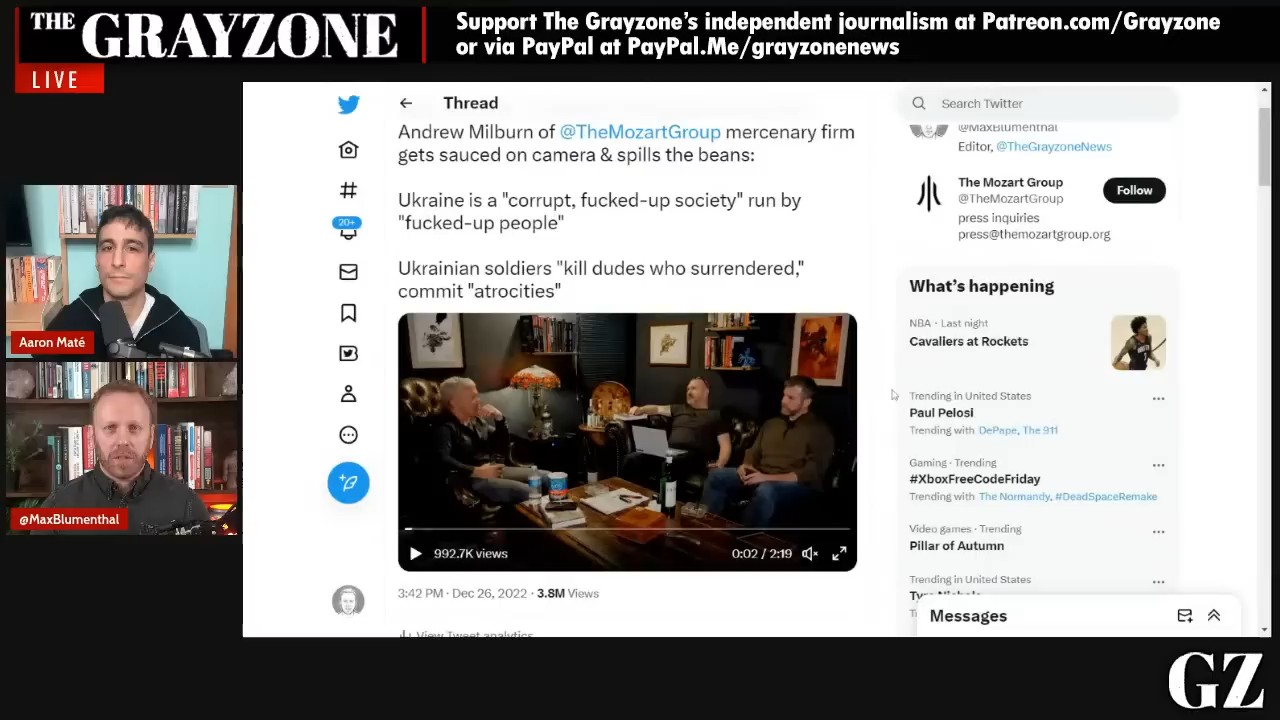 THE GRAYZONE
LIVE
Support The Grayzone's independent journalism at Patreon.com/Grayzone
or via PayPal at PayPal.Me/grayzonenews
Aaron Maté
@MaxBlumenthal
20+
Thread
Andrew Milburn of @TheMozartGroup mercenary firm
gets sauced on camera & spills the beans:
Ukraine is a "corrupt, fucked-up society" run by
"fucked-up people"
Ukrainian soldiers "kill dudes who surrendered,"
commit "atrocities"
992.7K views
0:02 / 2:19
3:42 PM · Dec 26, 2022 · 3.8M Views
View Tweet analytics
Search Twitter
@MaxBlumenthal
Editor, @TheGrayzoneNews
The Mozart Group
@TheMozartGroup
Follow
press inquiries
press@themozartgroup.org
What's happening
NBA · Last night
Cavaliers at Rockets
Trending in United States
Paul Pelosi
Trending with DePape, The 911
Gaming · Trending
#XboxFreeCodeFriday
Trending with The Normandy, #DeadSpaceRemake
Video games · Trending
Pillar of Autumn
Trending in United States
Tyre Nichols
Messages
GZ